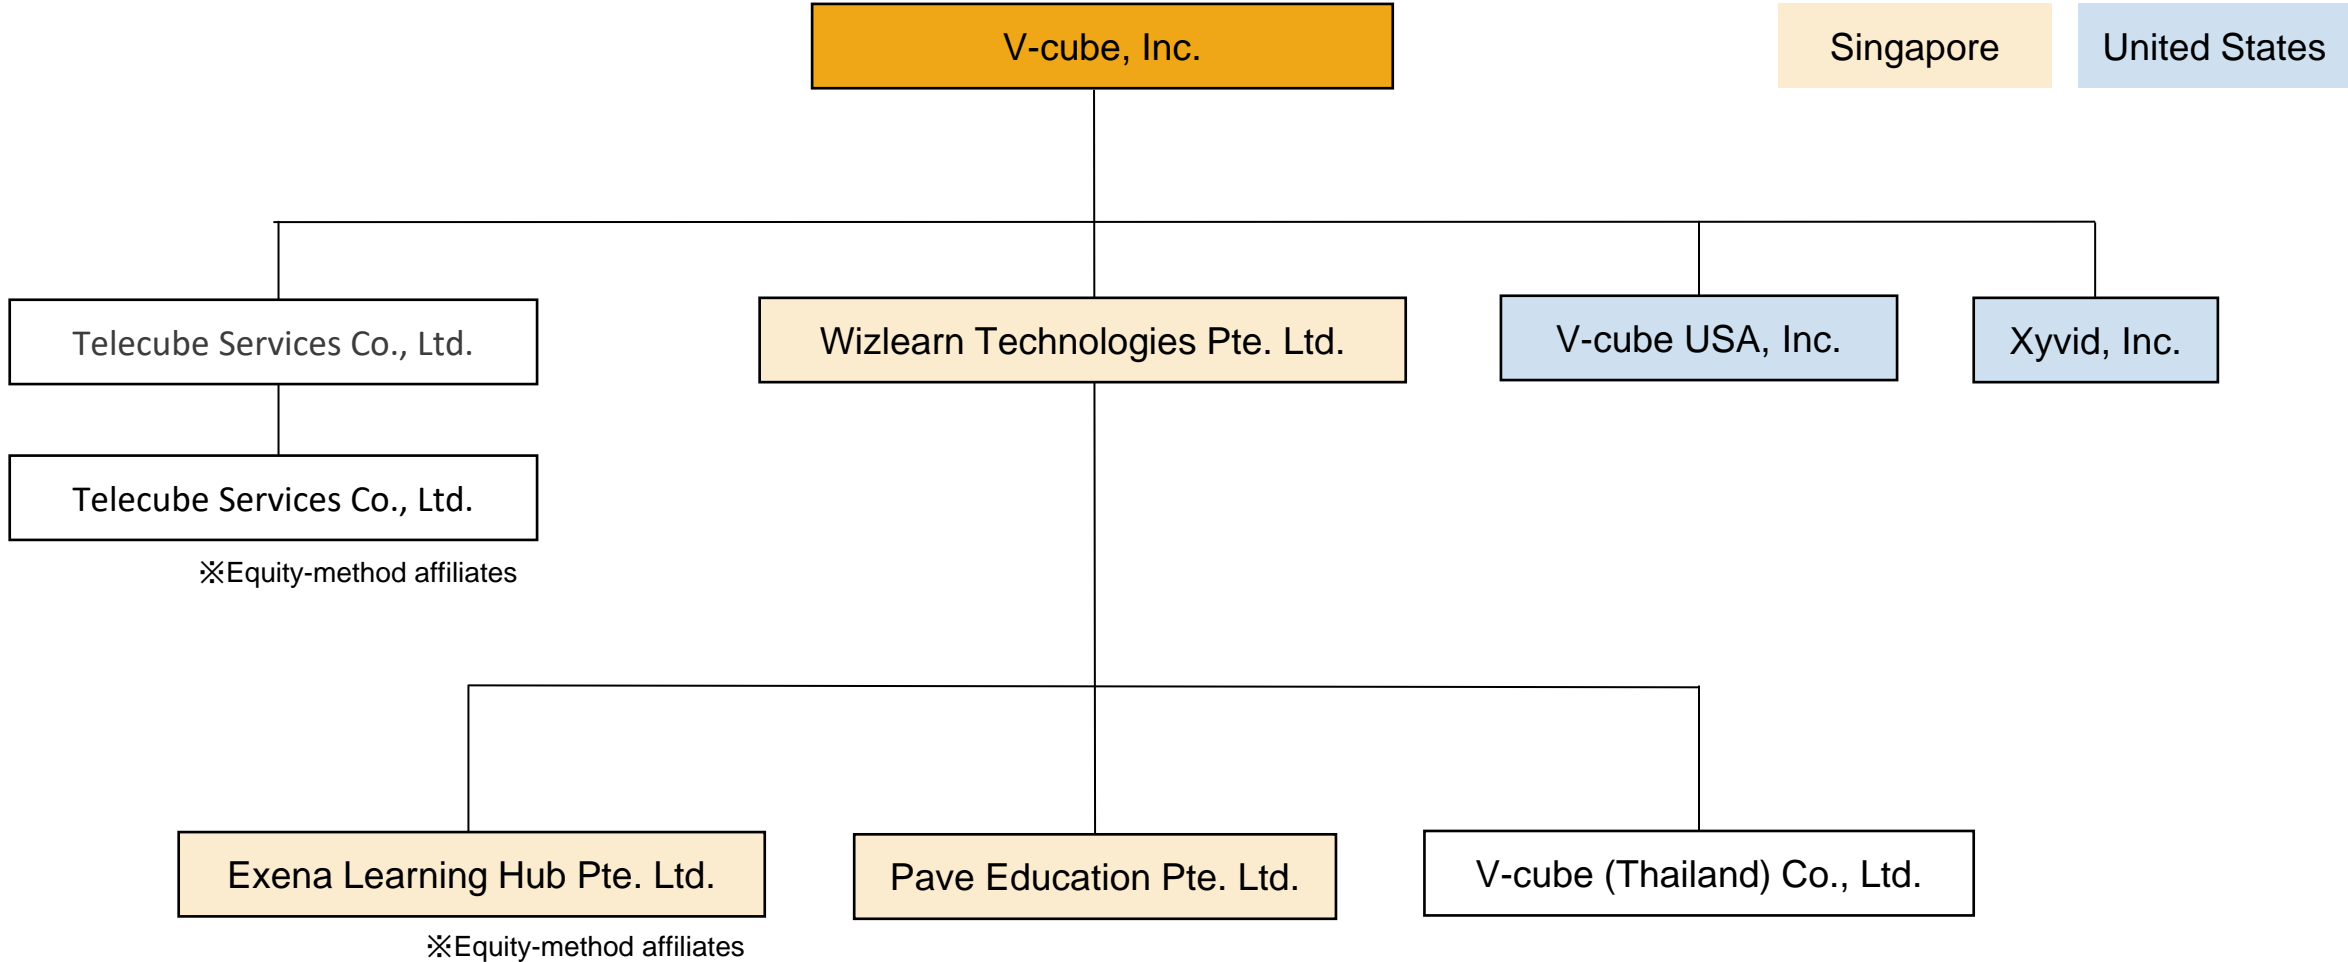 V-cube, Inc.
Singapore
United States
Telecube Services Co., Ltd.
Wizlearn Technologies Pte. Ltd.
V-cube USA, Inc.
Xyvid, Inc.
Telecube Services Co., Ltd.
※Equity-method affiliates
Exena Learning Hub Pte. Ltd.
Pave Education Pte. Ltd.
V-cube (Thailand) Co., Ltd.
※Equity-method affiliates